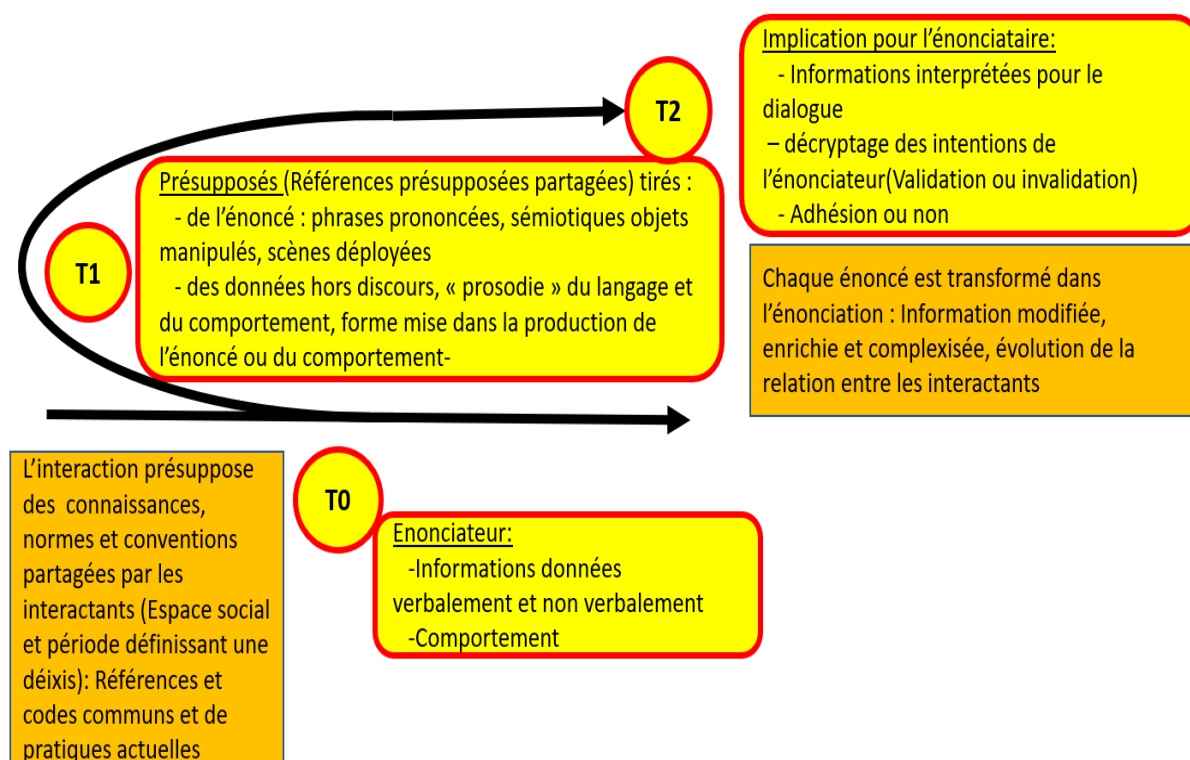 Implication pour l’énonciataire:
- Informations interprétées pour le
dialogue
– décryptage des intentions de
l’énonciateur(Validation ou invalidation)
- Adhésion ou non
T2
Présupposés (Références présupposées partagées) tirés :
- de l’énoncé : phrases prononcées, sémiotiques objets
manipulés, scènes déployées
- des données hors discours, « prosodie » du langage et
du comportement, forme mise dans la production de
l’énoncé ou du comportement-
T1
Chaque énoncé est transformé dans
l’énonciation : Information modifiée,
enrichie et complexisée, évolution de la
relation entre les interactants
L’interaction présuppose
des connaissances,
normes et conventions
partagées par les
interactants (Espace social
et période définissant une
déixis): Références et
codes communs et de
pratiques actuelles
T0
Enonciateur:
-Informations données
verbalement et non verbalement
-Comportement